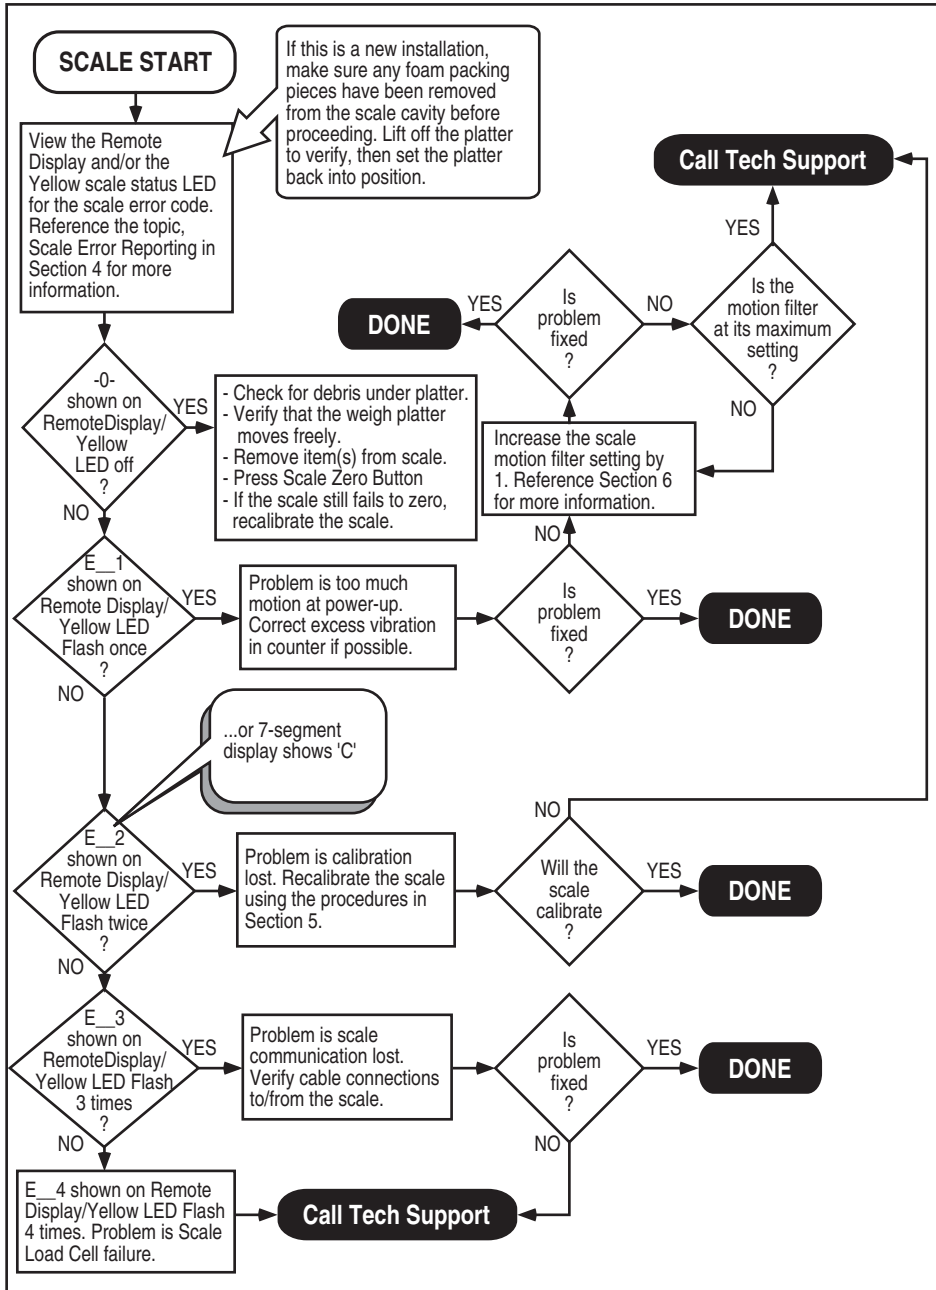 SCALE START
If this is a new installation,
make sure any foam packing
pieces have been removed
from the scale cavity before
proceeding. Lift off the platter
to verify, then set the platter
back into position.
View the Remote
Display and/or the
Yellow scale status LED
for the scale error code.
Reference the topic,
Scale Error Reporting in
Section 4 for more
information.
Call Tech Support
YES
Is the
motion filter
at its maximum
setting
?
NO
NO
Is
problem
fixed
?
YES
DONE
-0-
shown on
RemoteDisplay/
Yellow
LED off
?
YES
NO
- Check for debris under platter.
- Verify that the weigh platter
moves freely.
- Remove item(s) from scale.
- Press Scale Zero Button
- If the scale still fails to zero,
recalibrate the scale.
Increase the scale
motion filter setting by
1. Reference Section 6
for more information.
NO
E__1
shown on
Remote Display/
Yellow LED
Flash once
?
YES
NO
Problem is too much
motion at power-up.
Correct excess vibration
in counter if possible.
Is
problem
fixed
?
YES
DONE
...or 7-segment
display shows 'C'
E__2
shown on
Remote Display/
Yellow LED
Flash twice
?
YES
NO
Problem is calibration
lost. Recalibrate the scale
using the procedures in
Section 5.
NO
Will the
scale
calibrate
?
YES
DONE
E__3
shown on
RemoteDisplay/
Yellow LED Flash
3 times
?
YES
NO
Problem is scale
communication lost.
Verify cable connections
to/from the scale.
Is
problem
fixed
?
YES
DONE
NO
E__4 shown on Remote
Display/Yellow LED Flash
4 times. Problem is Scale
Load Cell failure.
Call Tech Support